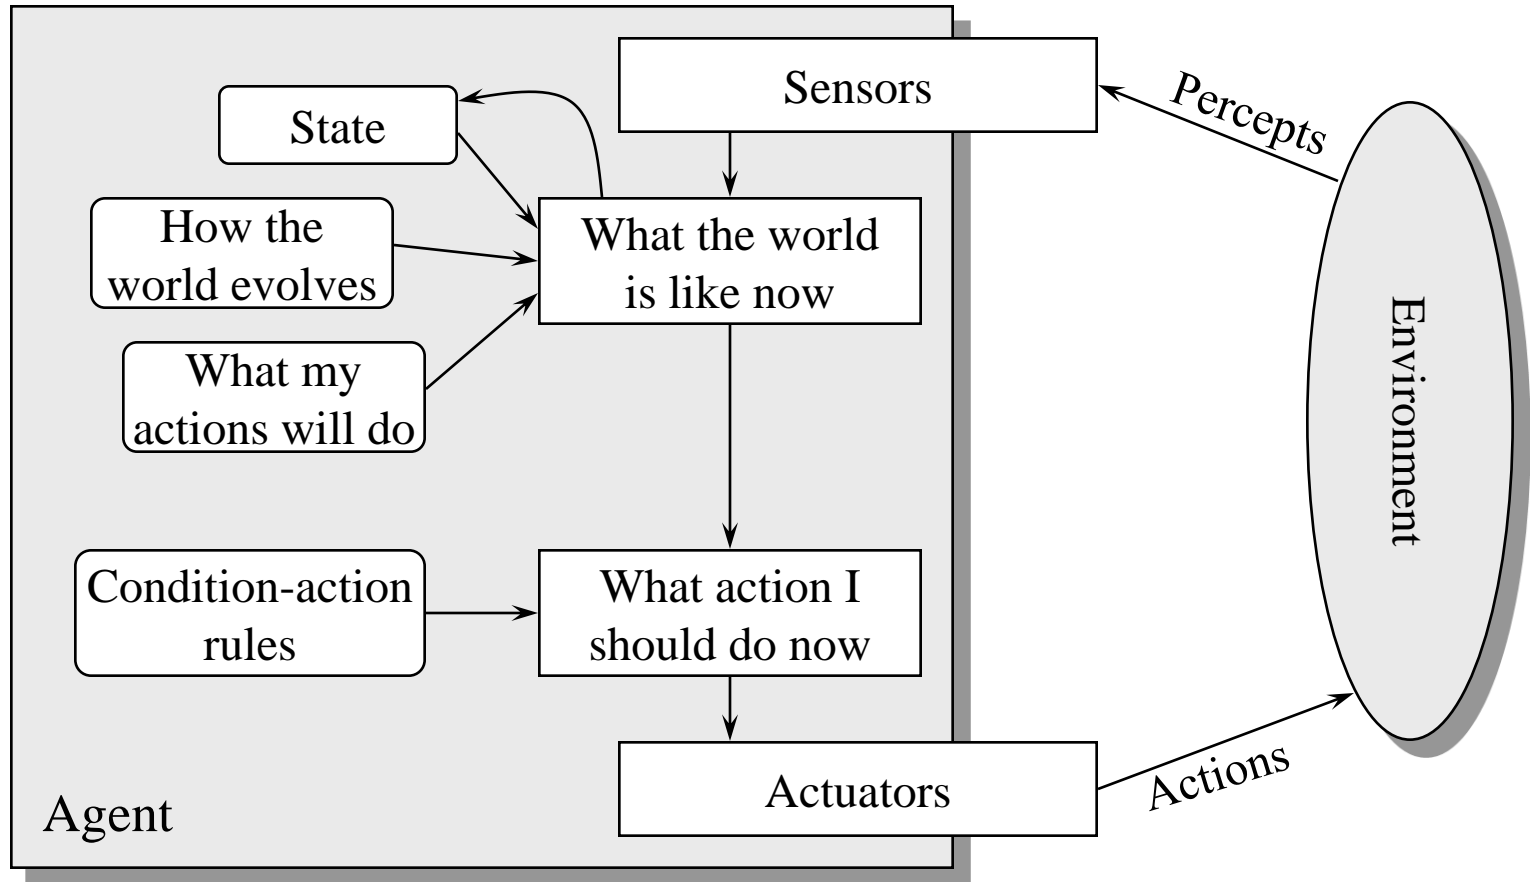 Sensors
Percepts
State
How the
world evolves
What the world
is like now
What my
actions will do
Environment
Condition-action
rules
What action I
should do now
Actuators
Actions
Agent